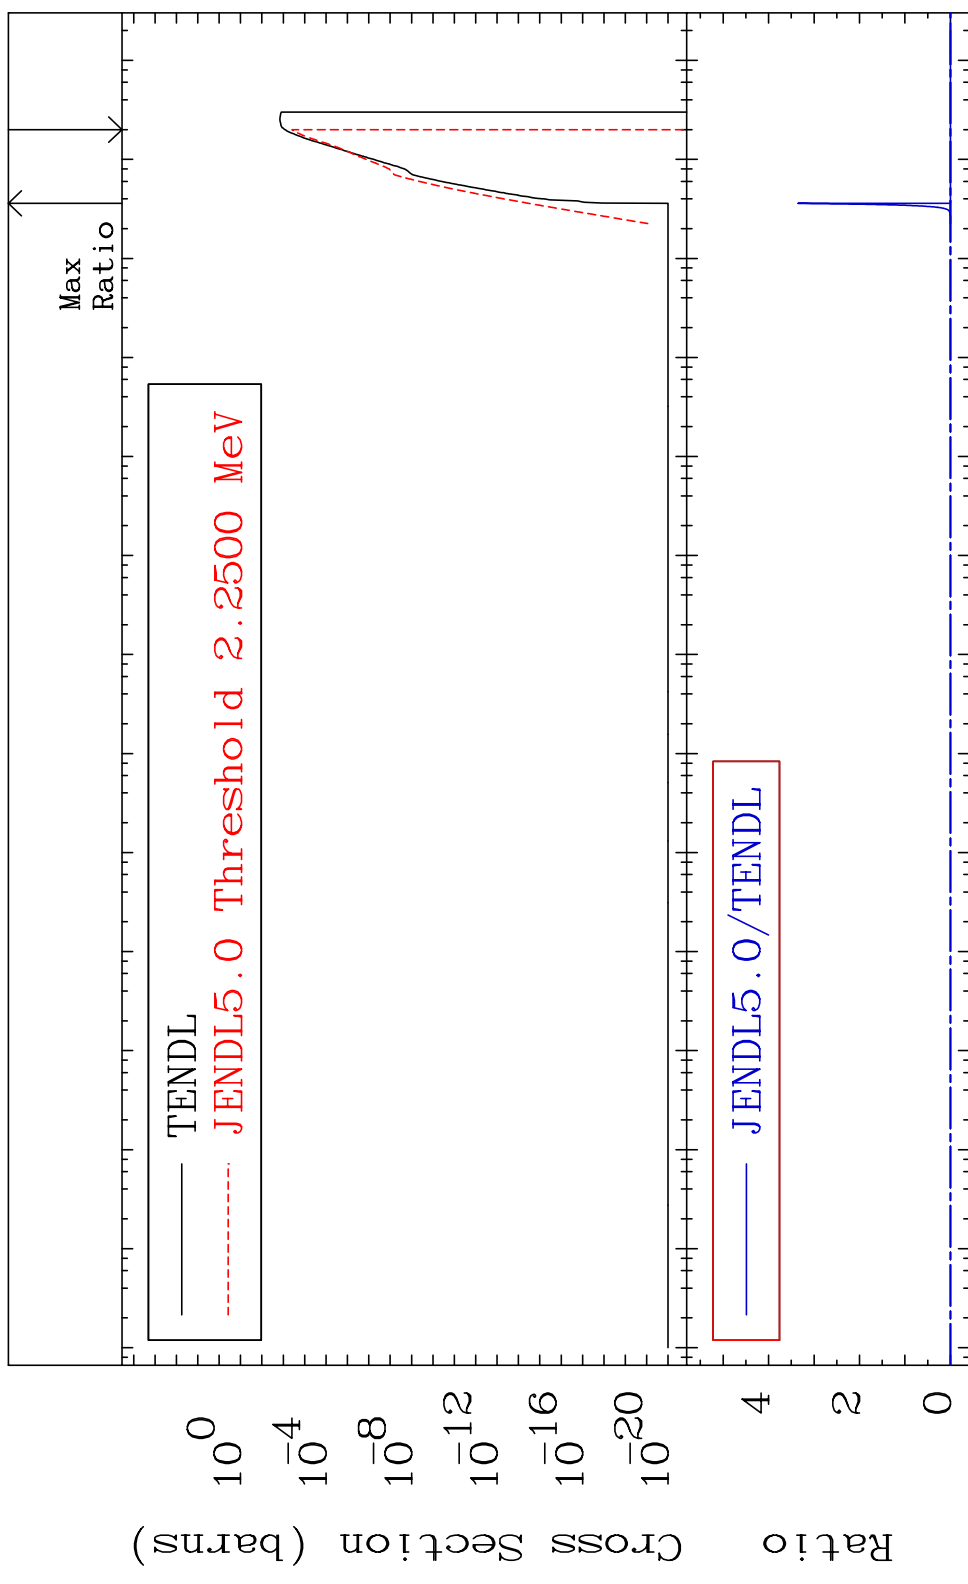 Max
Ratio
TENDL
JENDL5.0 Threshold 2.2500 MeV
Cross Section (barns)
10^0
10^-4
10^-8
10^-12
10^-16
10^-20
JENDL5.0/TENDL
Ratio
4
2
0